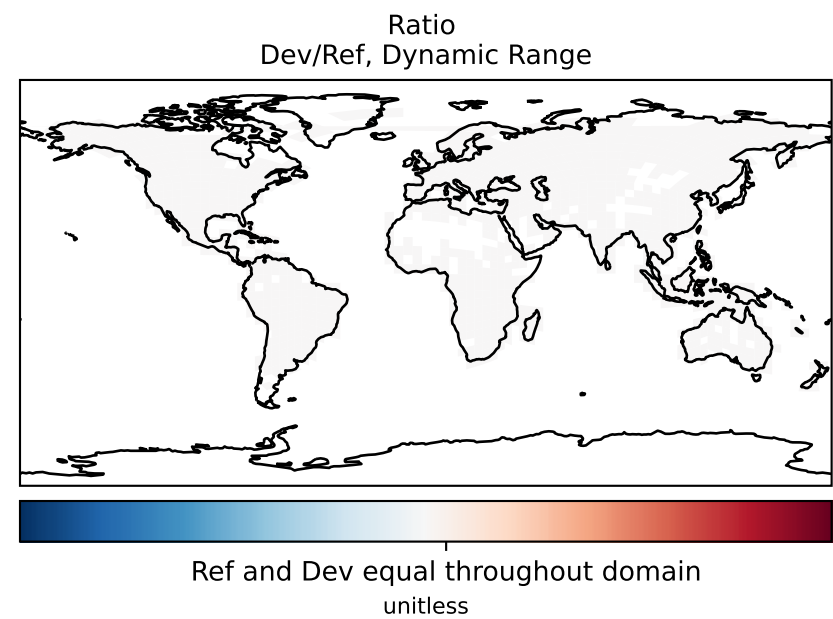 Ratio
Dev/Ref, Dynamic Range
Ref and Dev equal throughout domain
unitless